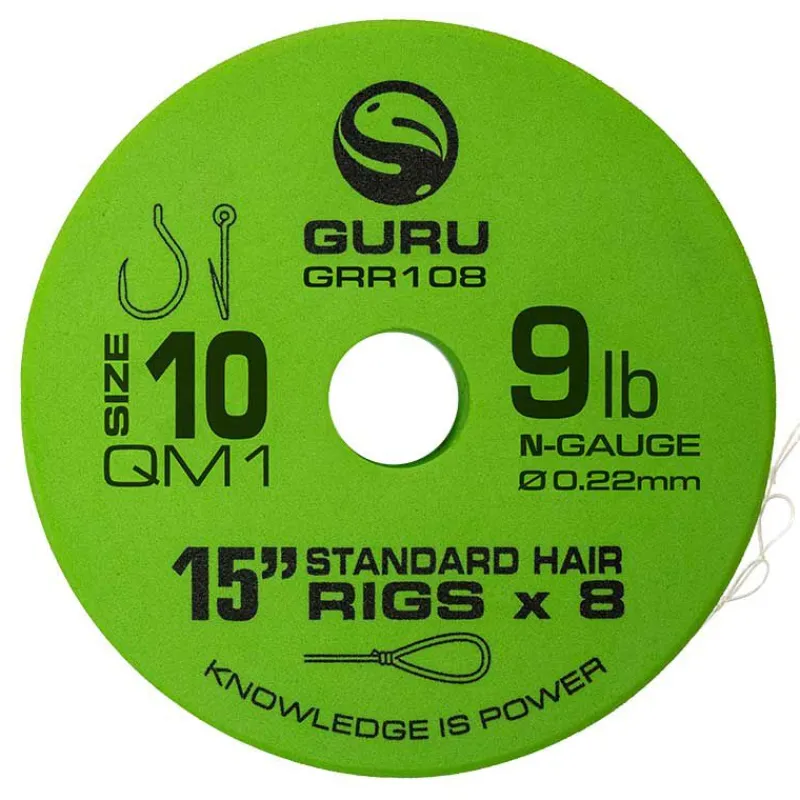 GURU
GRR108
SIZE 10
QM1
9lb
N-GAUGE
Ø 0.22mm
15” STANDARD HAIR
RIGS x 8
KNOWLEDGE IS POWER